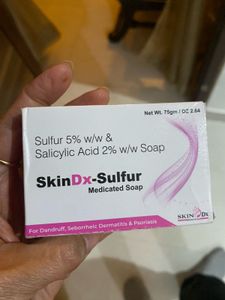 Net Wt. 75gm / OZ 2.64
Sulfur 5% w/w &
Salicylic Acid 2% w/w Soap
SkinDx-Sulfur
Medicated Soap
For Dandruff, Seborrheic Dermatitis & Psoriasis
SKIN Dx